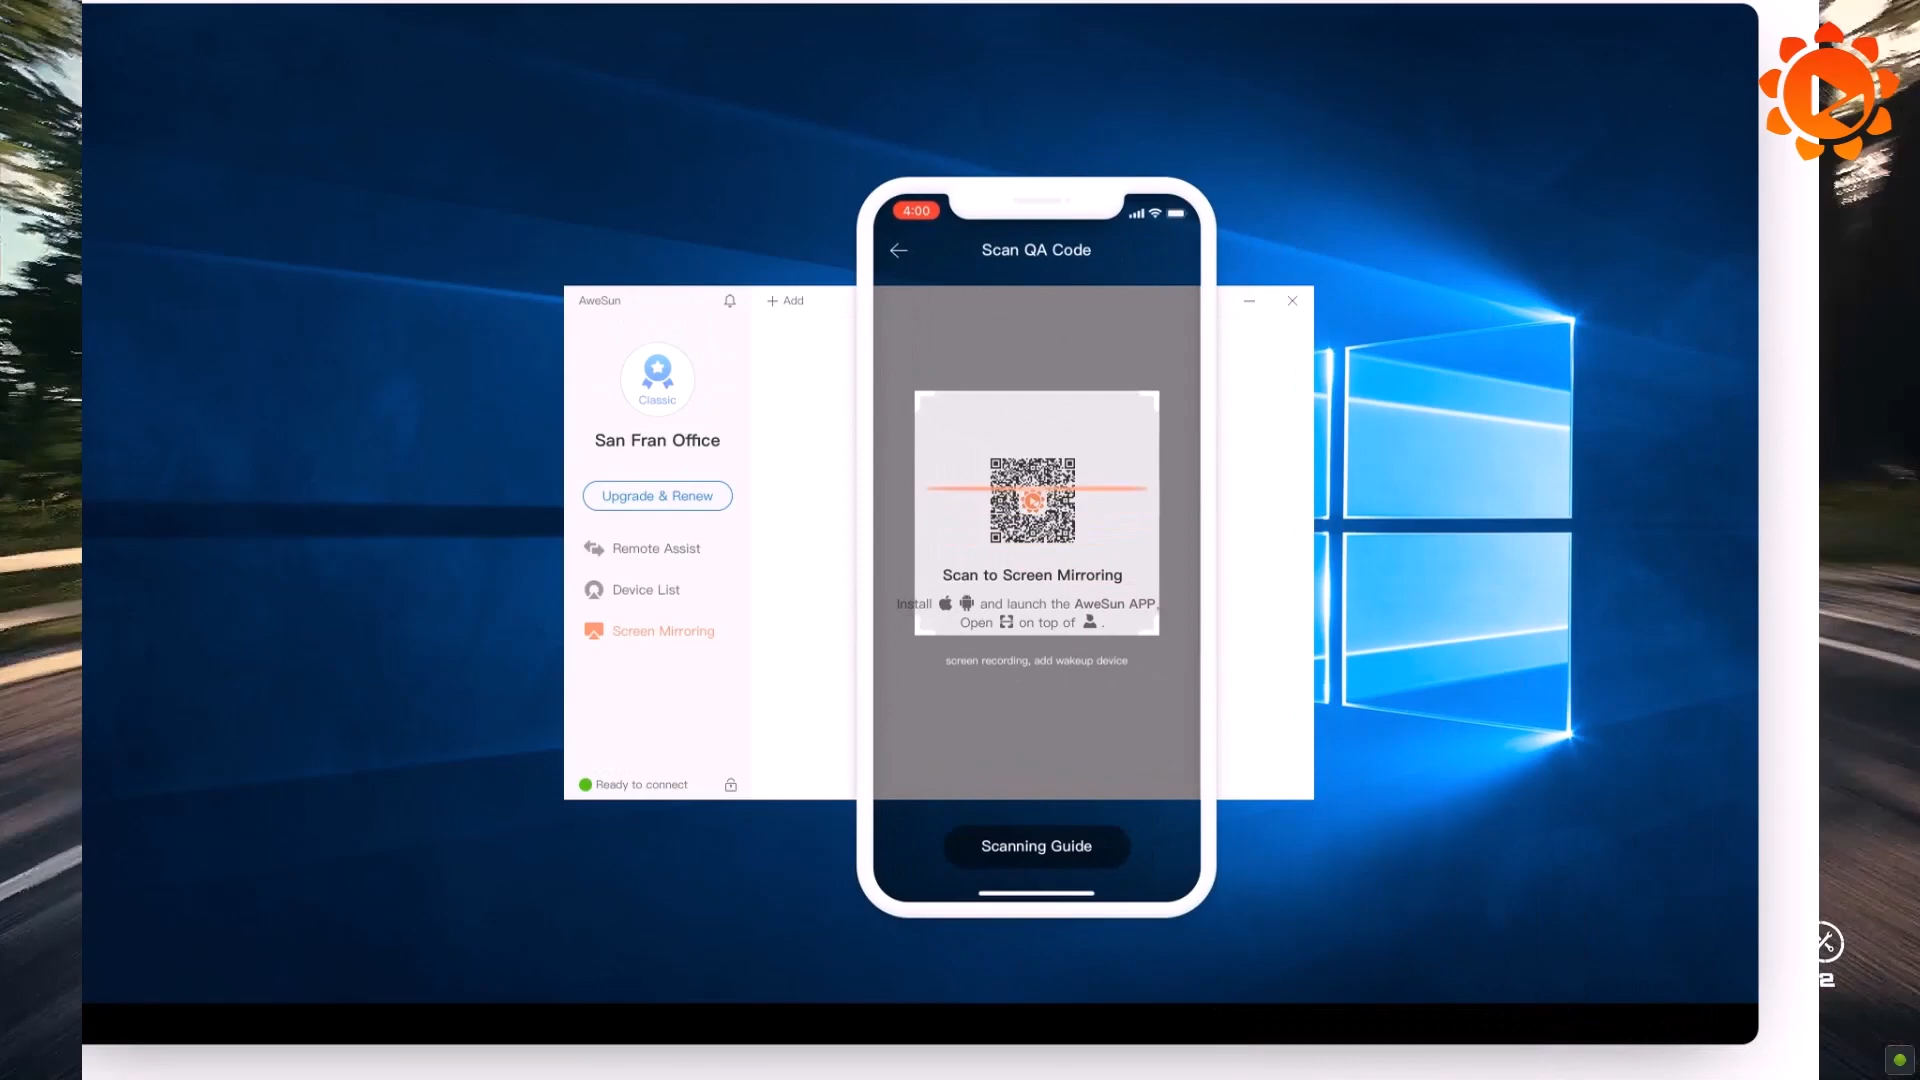 4:00
Scan QA Code
AweSun
+ Add
Classic
San Fran Office
Upgrade & Renew
Remote Assist
Device List
Screen Mirroring
Scan to Screen Mirroring
Install and launch the AweSun APP,
Open on top of .
screen recording, add wakeup device
Ready to connect
Scanning Guide
2